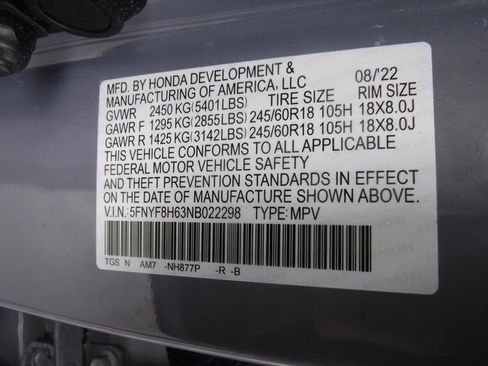 MFD. BY HONDA DEVELOPMENT & 
MANUFACTURING OF AMERICA, LLC 08/'22
GVWR 2450 KG(5401LBS) TIRE SIZE RIM SIZE
GAWR F 1295 KG(2855LBS) 245/60R18 105H 18X8.0J
GAWR R 1425 KG(3142LBS) 245/60R18 105H 18X8.0J
THIS VEHICLE CONFORMS TO ALL APPLICABLE
FEDERAL MOTOR VEHICLE SAFETY
AND THEFT PREVENTION STANDARDS IN EFFECT
ON THE DATE OF MANUFACTURE SHOWN ABOVE.
V.I.N.: 5FNYF8H63NB022298 TYPE: MPV
TGS N AM7 -NH877P -R -B